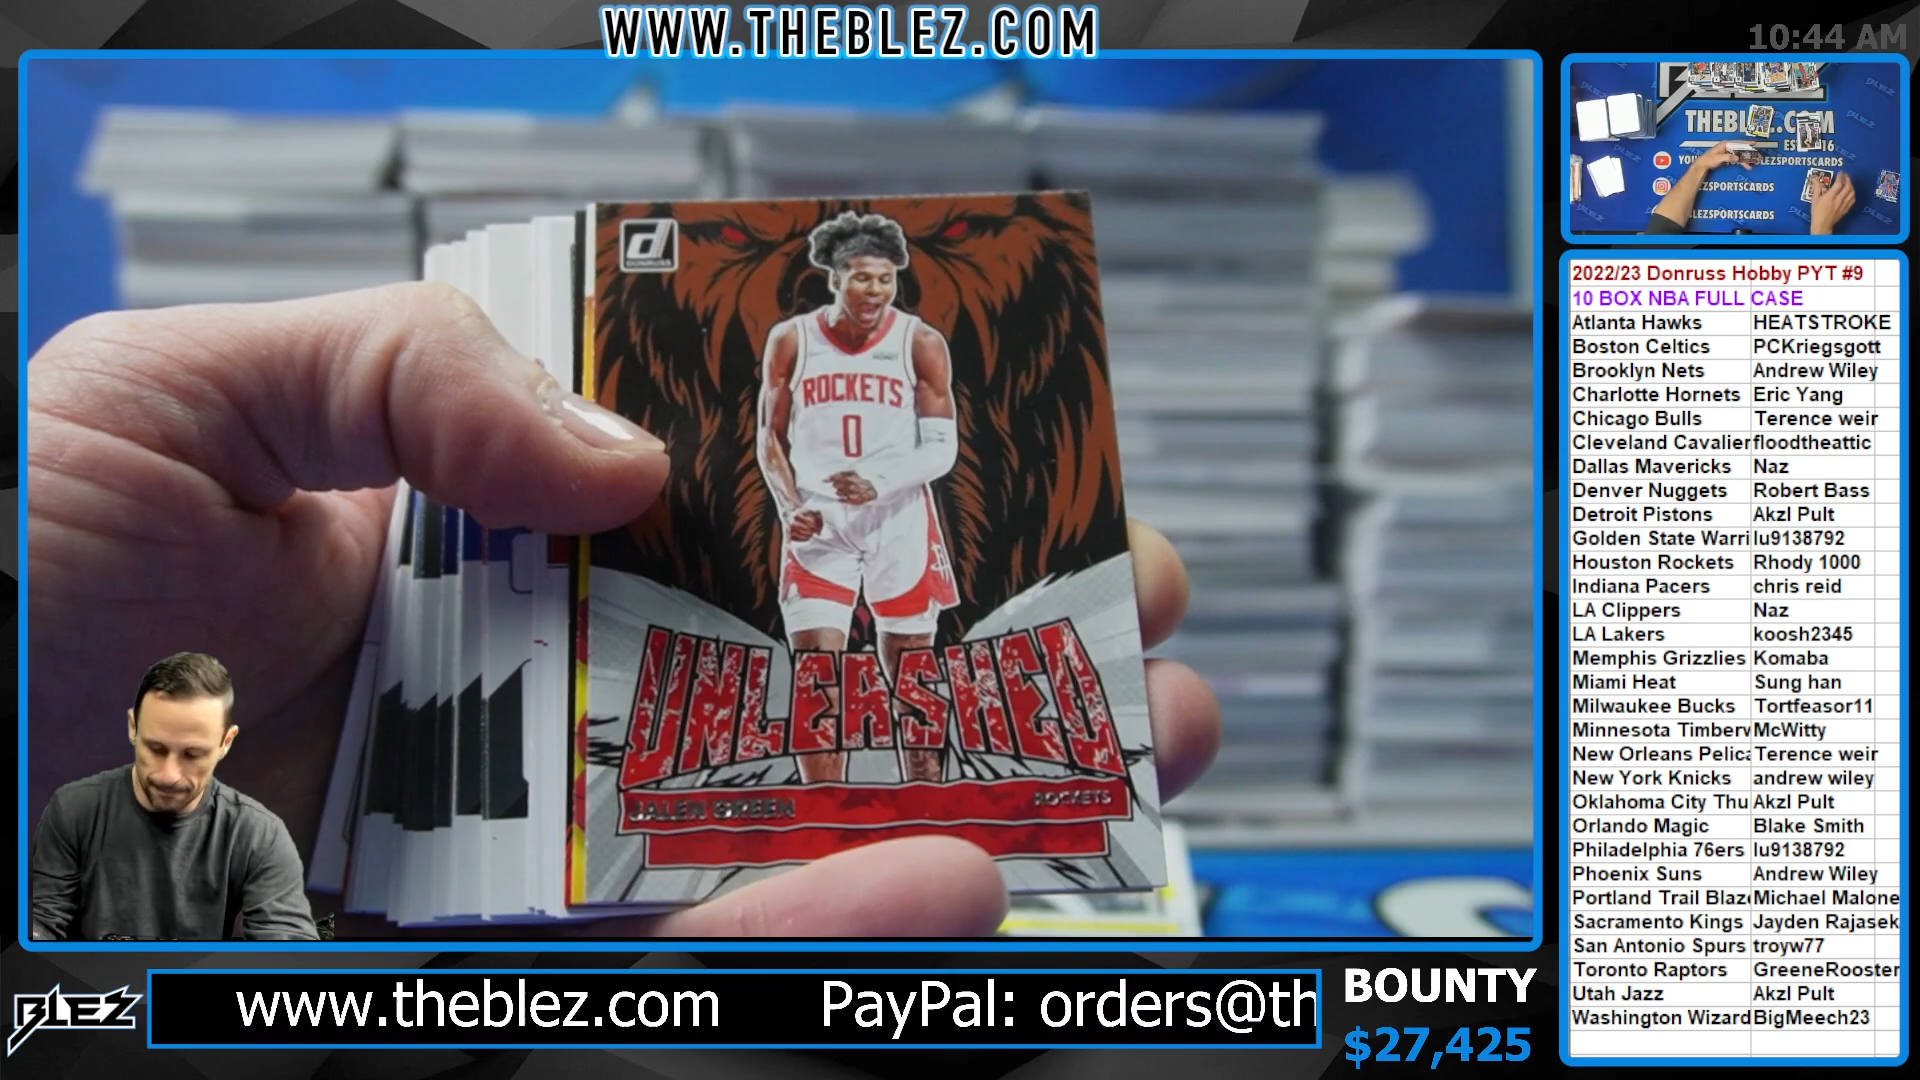 WWW.THEBLEZ.COM
10:44 AM
THEBLEZ.COM
LEZSPORTSCARDS
ZSPORTSCARDS
LEZSPORTSCARDS
d
DONRUSS
ROCKETS
0
UNLEASHED
JALEN GREEN ROCKETS
2022/23 Donruss Hobby PYT #9
10 BOX NBA FULL CASE
Atlanta Hawks HEATSTROKE
Boston Celtics PCKriegsgott
Brooklyn Nets Andrew Wiley
Charlotte Hornets Eric Yang
Chicago Bulls Terence weir
Cleveland Cavalier floodtheattic
Dallas Mavericks Naz
Denver Nuggets Robert Bass
Detroit Pistons Akzl Pult
Golden State Warri lu9138792
Houston Rockets Rhody 1000
Indiana Pacers chris reid
LA Clippers Naz
LA Lakers koosh2345
Memphis Grizzlies Komaba
Miami Heat Sung han
Milwaukee Bucks Tortfeasor11
Minnesota Timberv McWitty
New Orleans Pelica Terence weir
New York Knicks andrew wiley
Oklahoma City Thu Akzl Pult
Orlando Magic Blake Smith
Philadelphia 76ers lu9138792
Phoenix Suns Andrew Wiley
Portland Trail Blaze Michael Malone
Sacramento Kings Jayden Rajasek
San Antonio Spurs troyw77
Toronto Raptors GreeneRooster
Utah Jazz Akzl Pult
Washington Wizard BigMeech23
BLEZ
www.theblez.com PayPal: orders@th
BOUNTY
$27,425